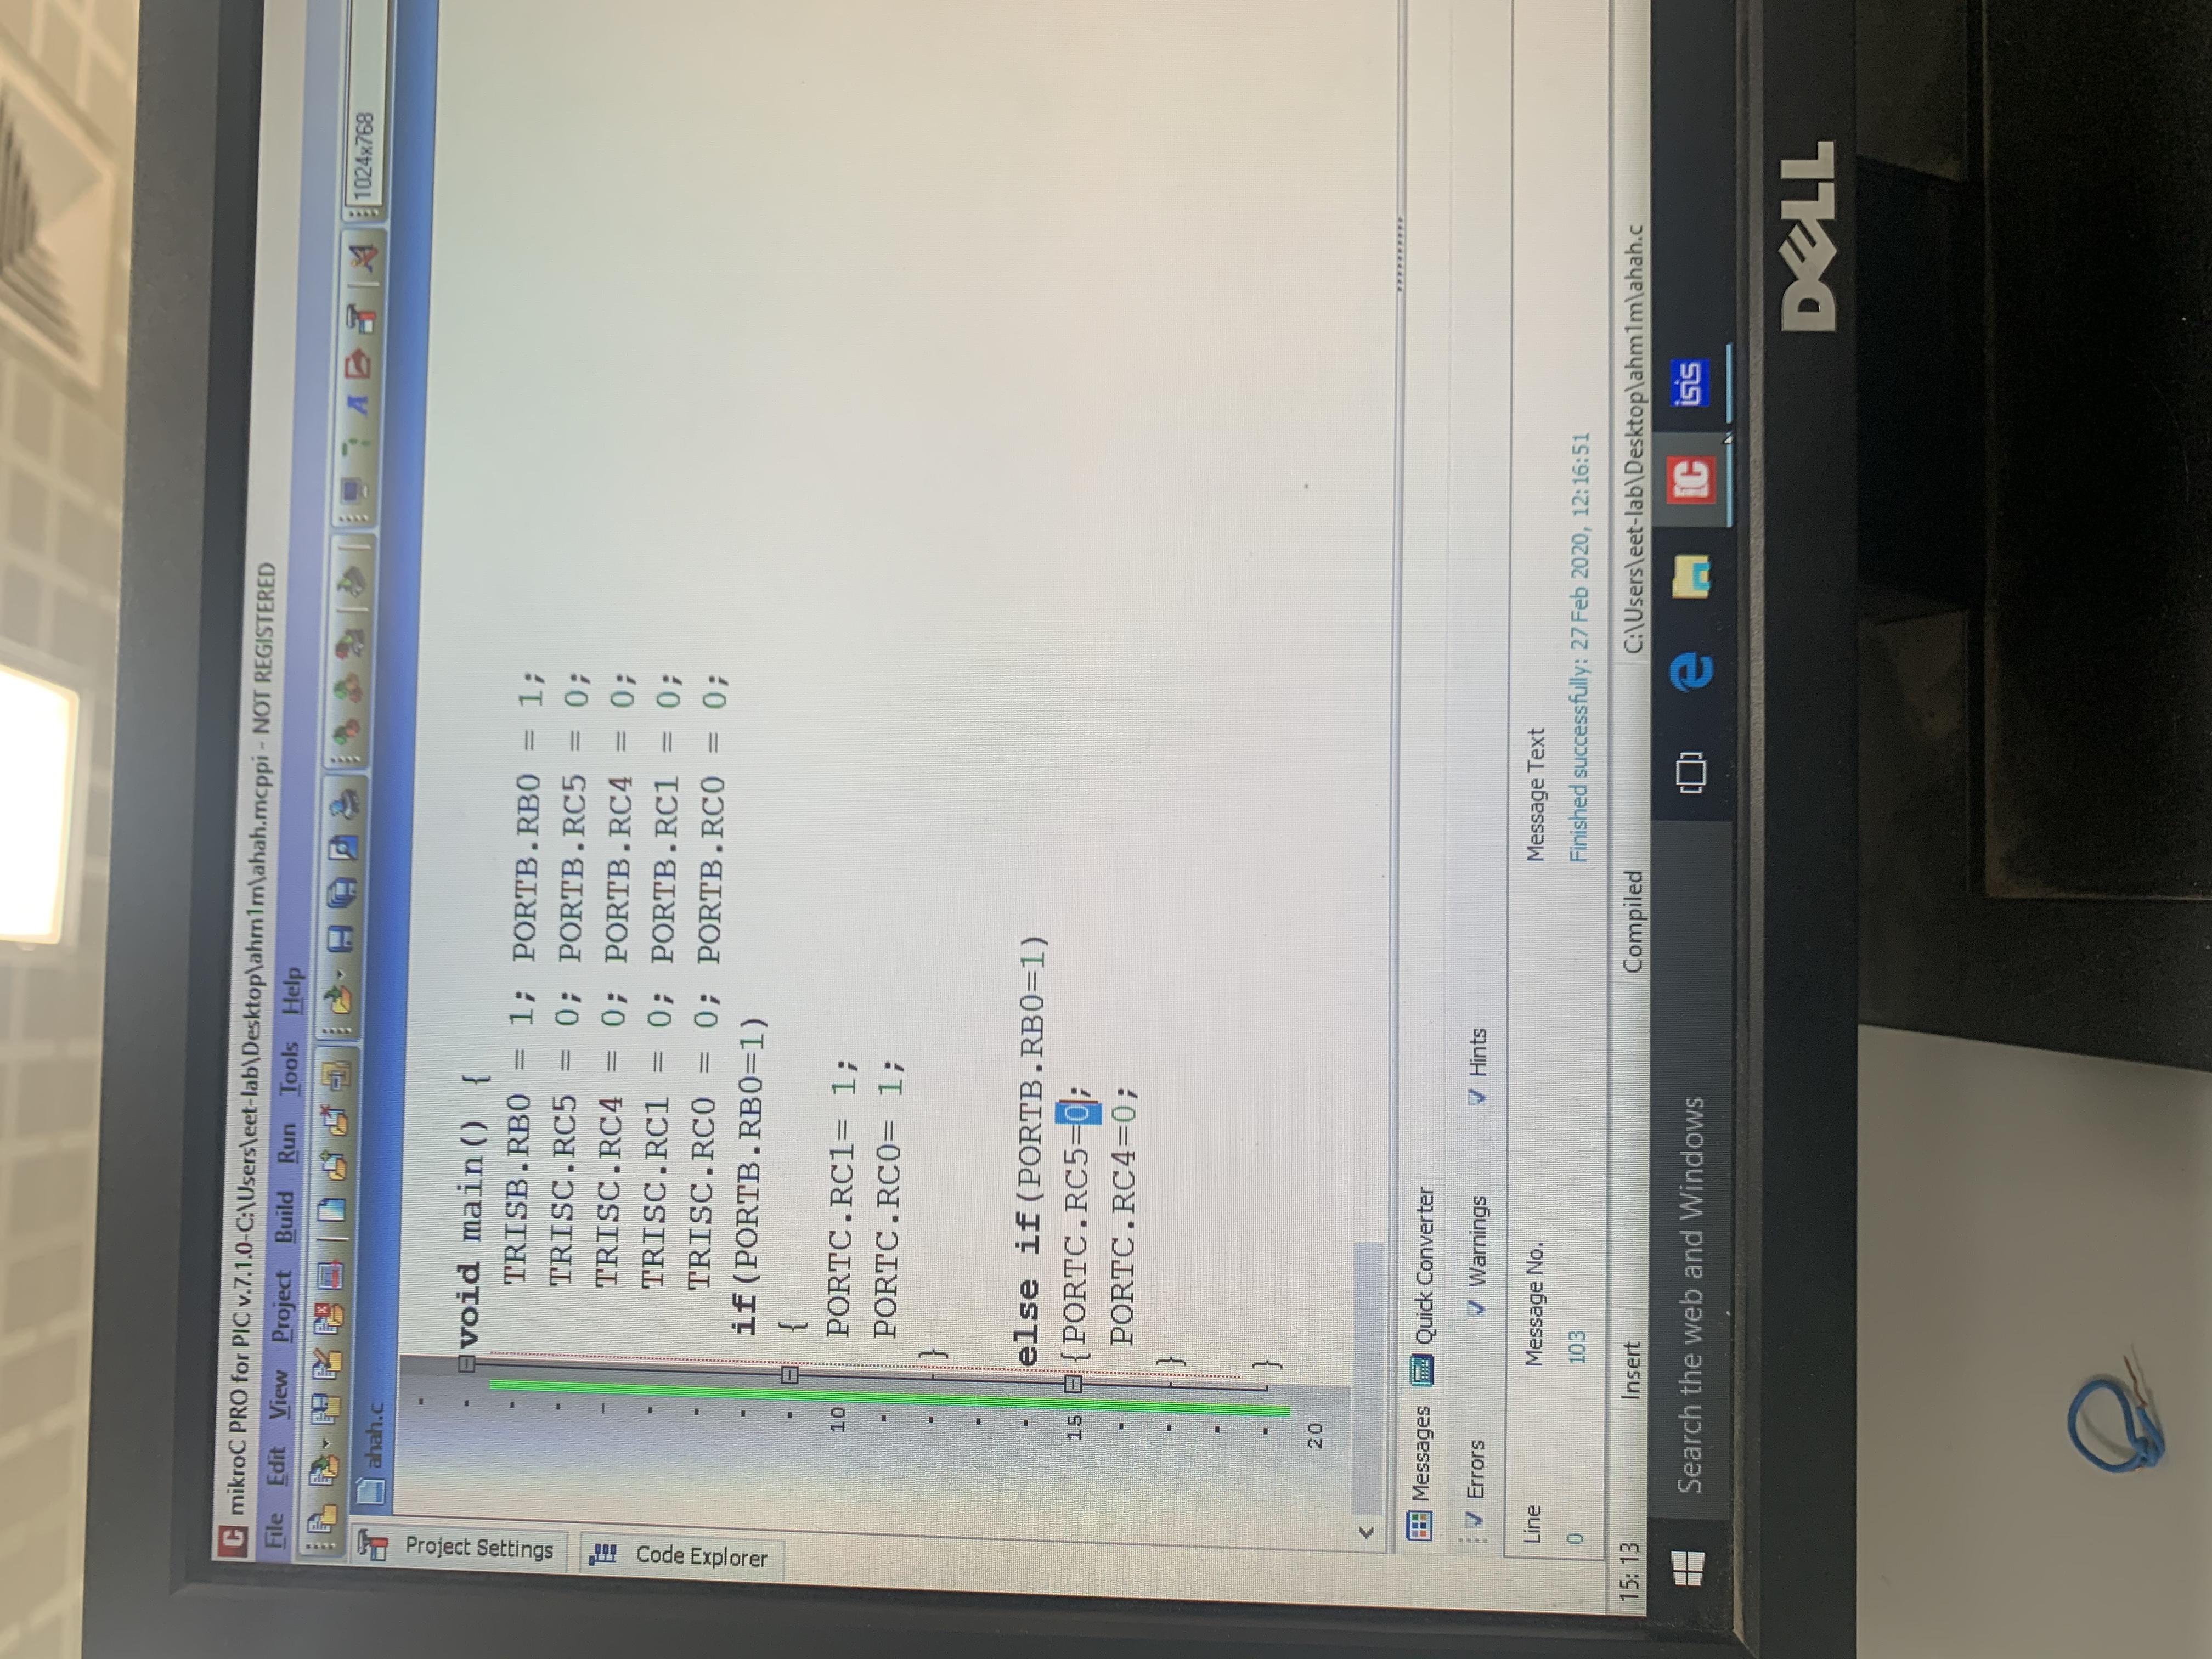 mikroC PRO for PIC v.7.1.0-C:\Users\eet-lab\Desktop\ahm1m\ahah.mcppi - NOT REGISTERED
File Edit View Project Build Run Tools Help
1024x768
ahah.c
Project Settings
Code Explorer
void main() {
TRISB.RB0 = 1; PORTB.RB0 = 1;
TRISC.RC5 = 0; PORTB.RC5 = 0;
TRISC.RC4 = 0; PORTB.RC4 = 0;
TRISC.RC1 = 0; PORTB.RC1 = 0;
TRISC.RC0 = 0; PORTB.RC0 = 0;
if(PORTB.RB0=1)
{
10 PORTC.RC1= 1;
PORTC.RC0= 1;
}
else if(PORTB.RB0=1)
15 {PORTC.RC5=0;
PORTC.RC4=0;
}
}
20
Messages Quick Converter
Errors Warnings Hints
Line Message No. Message Text
0 103 Finished successfully: 27 Feb 2020, 12:16:51
15: 13 Insert Compiled C:\Users\eet-lab\Desktop\ahm1m\ahah.c
Search the web and Windows
isis
DELL